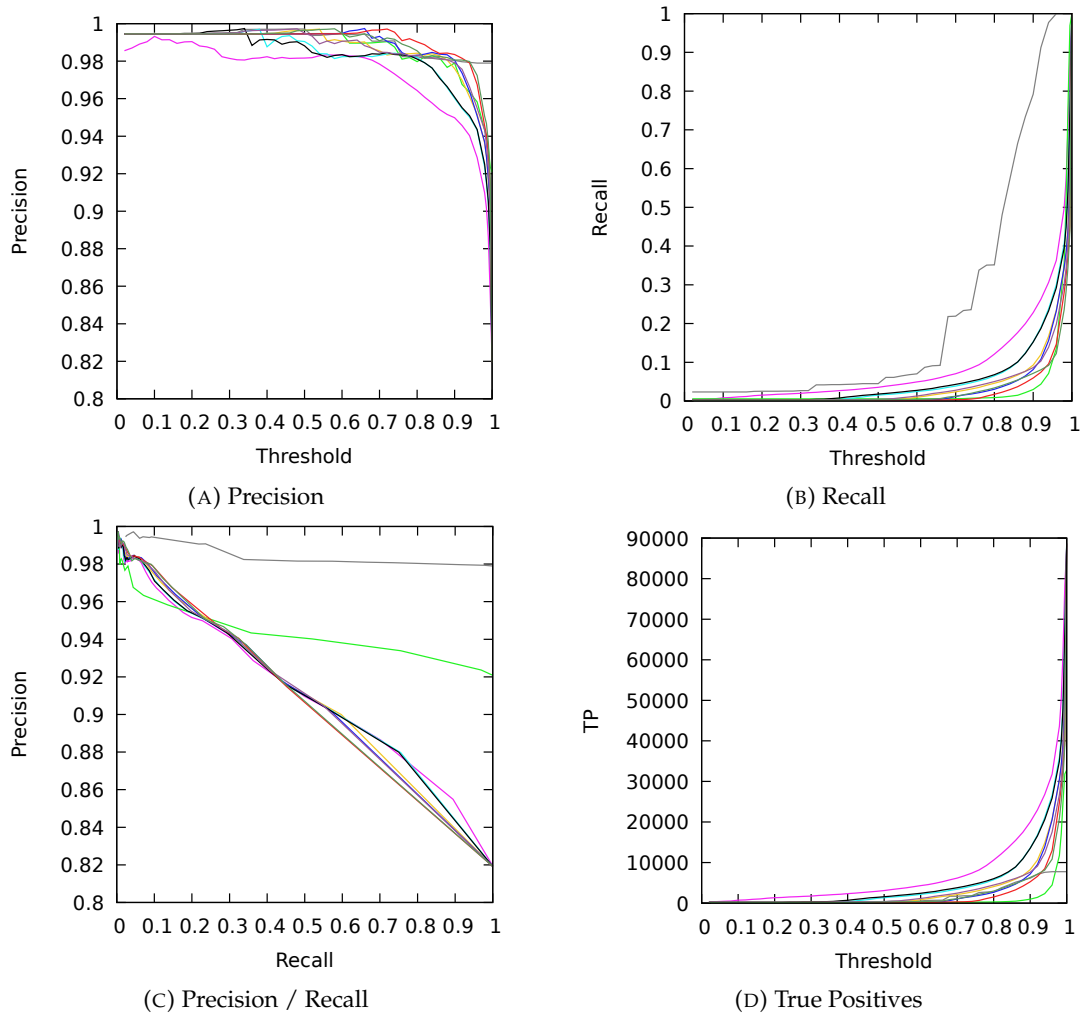 1
0.98
0.96
0.94
0.92
0.9
0.88
0.86
0.84
0.82
0.8
Precision
0 0.1 0.2 0.3 0.4 0.5 0.6 0.7 0.8 0.9 1
Threshold
(A) Precision
1
0.9
0.8
0.7
0.6
0.5
0.4
0.3
0.2
0.1
0
Recall
0 0.1 0.2 0.3 0.4 0.5 0.6 0.7 0.8 0.9 1
Threshold
(B) Recall
1
0.98
0.96
0.94
0.92
0.9
0.88
0.86
0.84
0.82
0.8
Precision
0 0.1 0.2 0.3 0.4 0.5 0.6 0.7 0.8 0.9 1
Recall
(C) Precision / Recall
90000
80000
70000
60000
50000
40000
30000
20000
10000
0
TP
0 0.1 0.2 0.3 0.4 0.5 0.6 0.7 0.8 0.9 1
Threshold
(D) True Positives